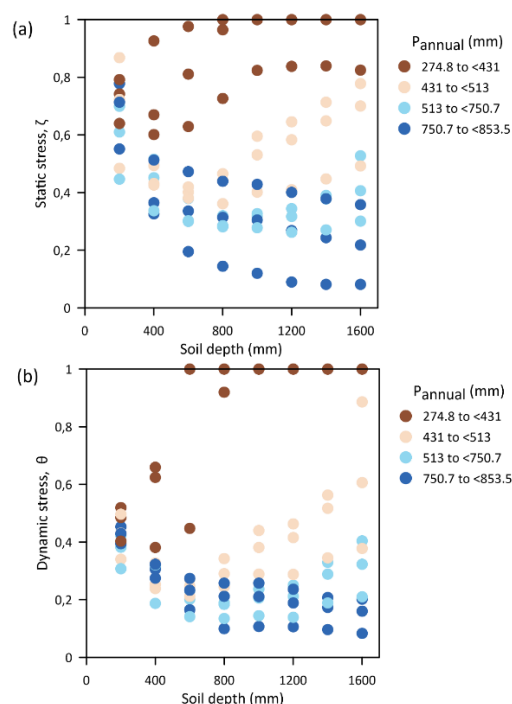 (a)
1
0,8
0,6
0,4
0,2
0
Static stress, ζ
0 400 800 1200 1600
Soil depth (mm)
Pannual (mm)
274.8 to <431
431 to <513
513 to <750.7
750.7 to <853.5
(b)
1
0,8
0,6
0,4
0,2
0
Dynamic stress, θ
0 400 800 1200 1600
Soil depth (mm)
Pannual (mm)
274.8 to <431
431 to <513
513 to <750.7
750.7 to <853.5